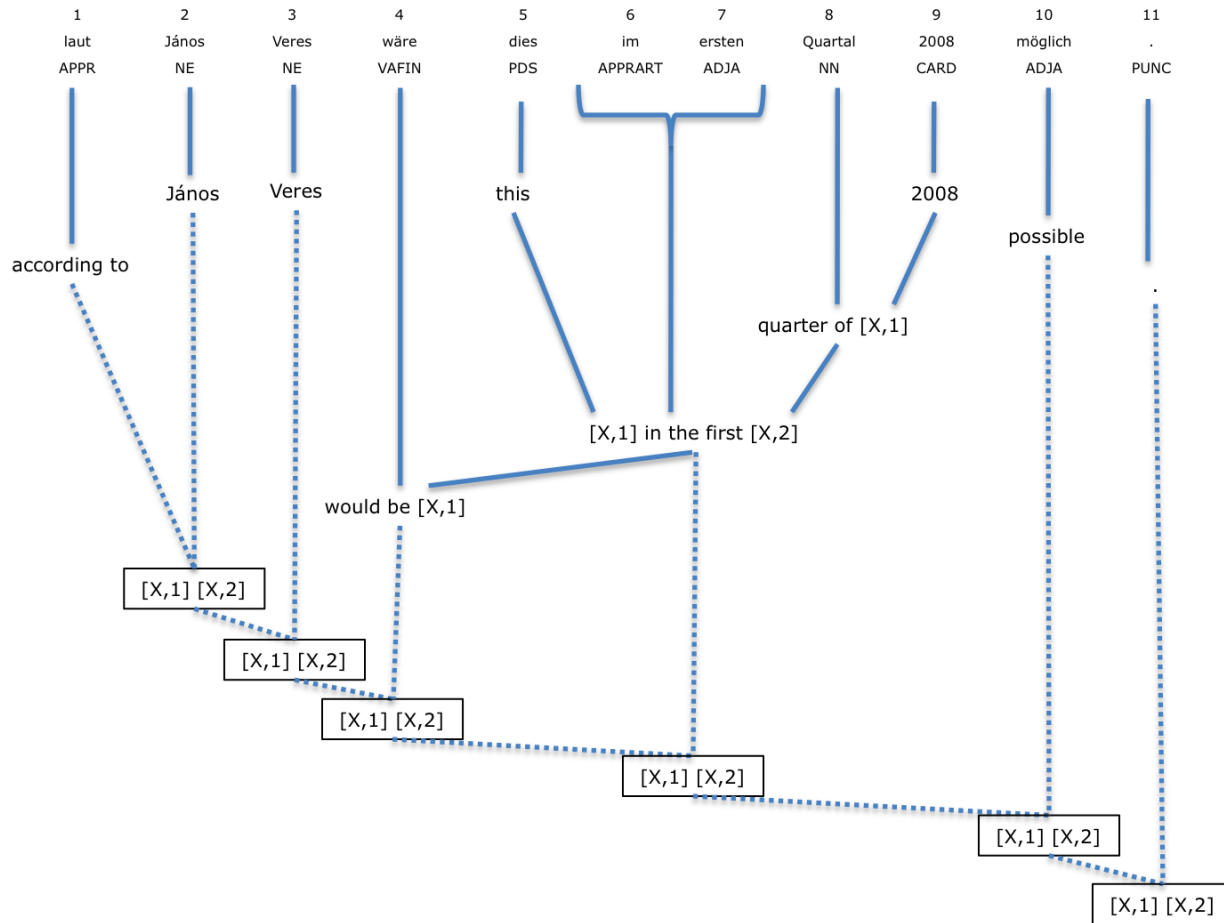 1 2 3 4 5 6 7 8 9 10 11
laut János Veres wäre dies im ersten Quartal 2008 möglich .
APPR NE NE VAFIN PDS APPRART ADJA NN CARD ADJA PUNC
János Veres this 2008
possible
according to .
quarter of [X,1]
[X,1] in the first [X,2]
would be [X,1]
[X,1] [X,2]
[X,1] [X,2]
[X,1] [X,2]
[X,1] [X,2]
[X,1] [X,2]
[X,1] [X,2]